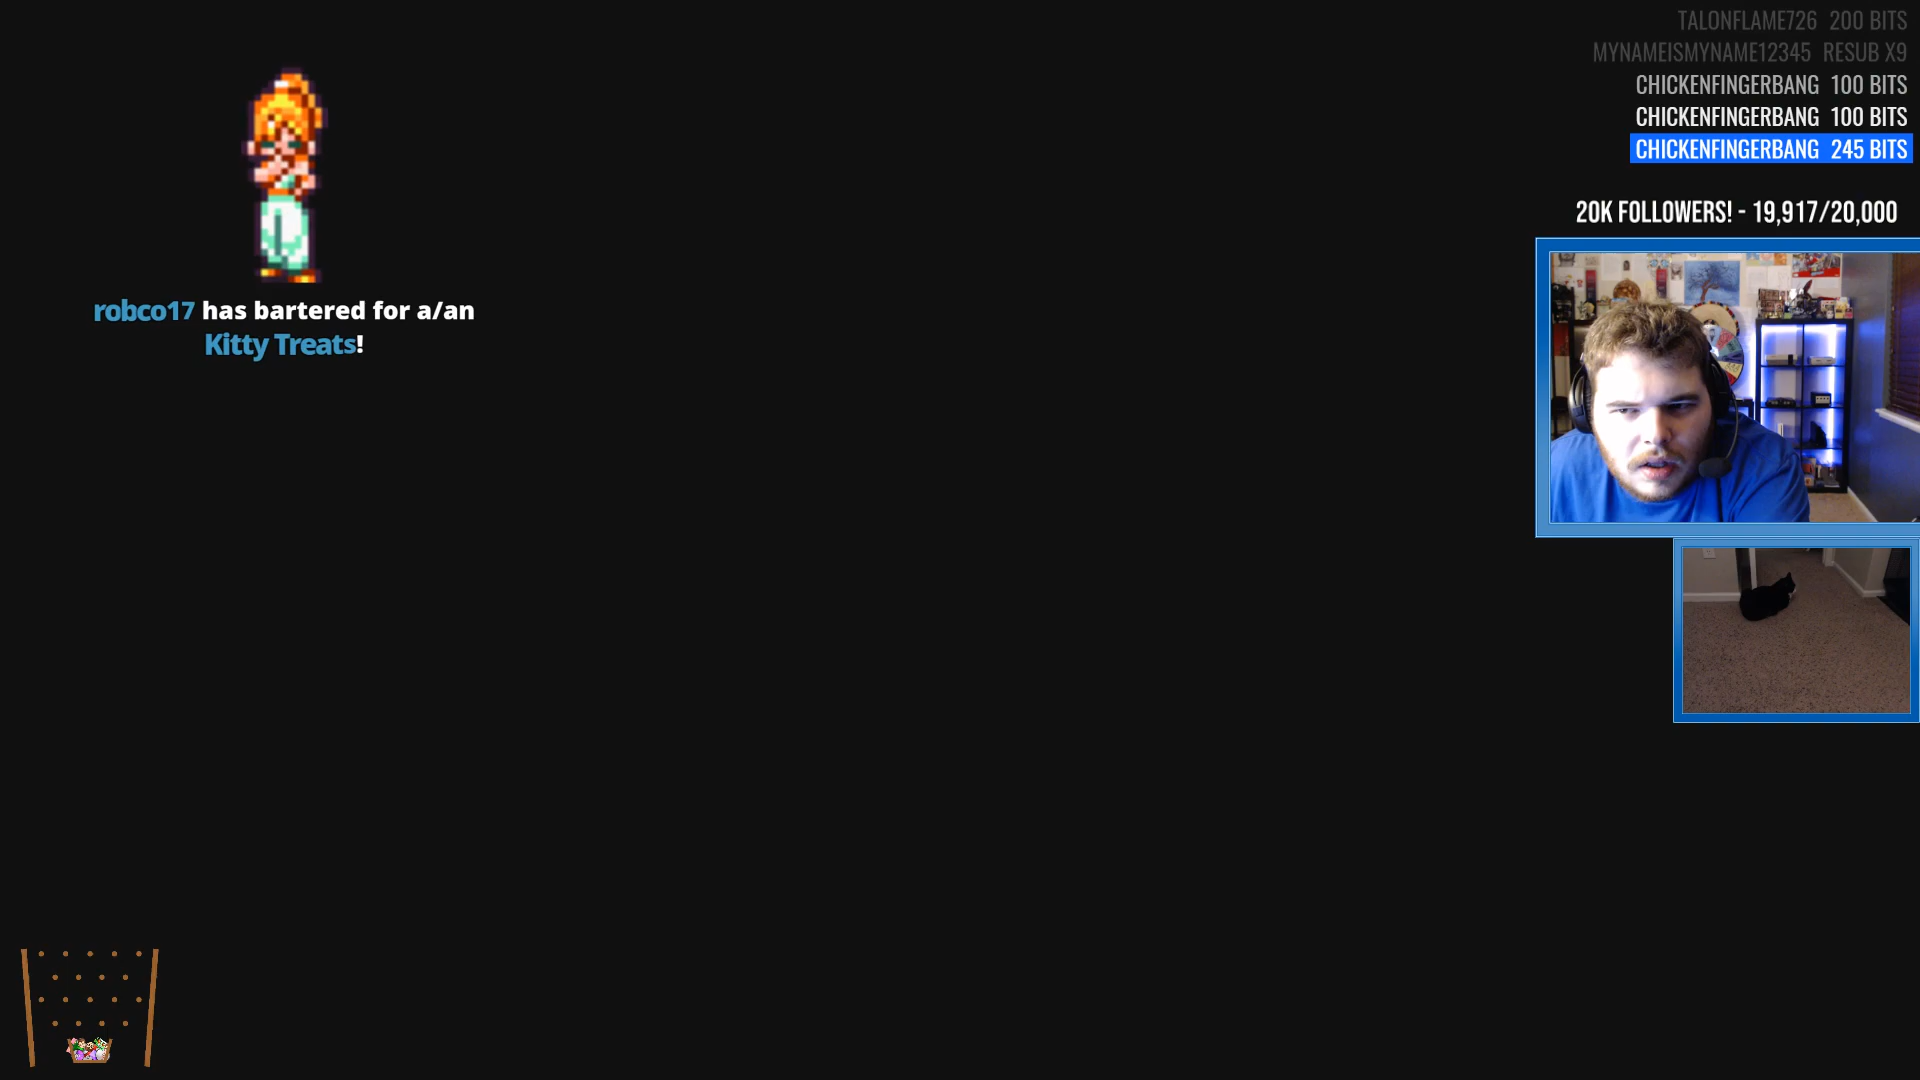 TALONFLAME726 200 BITS
MYNAMEISMYNAME12345 RESUB X9
CHICKENFINGERBANG 100 BITS
CHICKENFINGERBANG 100 BITS
CHICKENFINGERBANG 245 BITS
20K FOLLOWERS! - 19,917/20,000
robco17 has bartered for a/an
Kitty Treats!